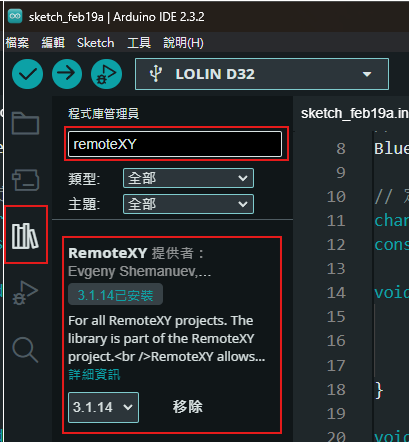 sketch_feb19a | Arduino IDE 2.3.2
檔案 編輯 Sketch 工具 說明(H)
LOLIN D32
程式庫管理員
sketch_feb19a.in
remoteXY
類型: 全部
主題: 全部
RemoteXY 提供者：
Evgeny Shemanuev,...
3.1.14已安裝
For all RemoteXY projects. The
library is part of the RemoteXY
project.<br />RemoteXY allows...
詳細資訊
3.1.14 移除
8 Blue
9
10 //
11 char
12 cons
13
14 void
15
16
17
18 }
19
20 void